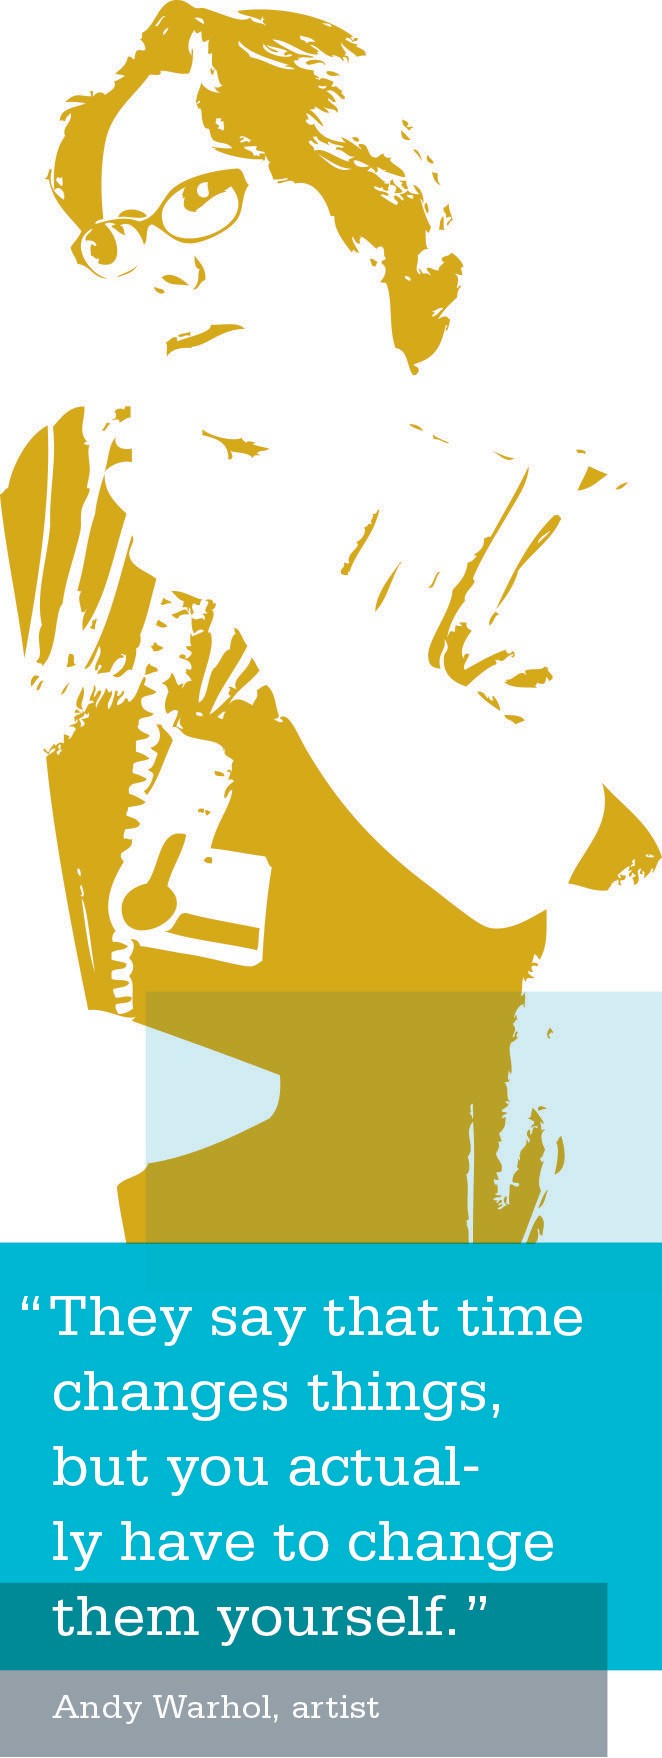 “They say that time
changes things,
but you actual-
ly have to change
them yourself.”
Andy Warhol, artist